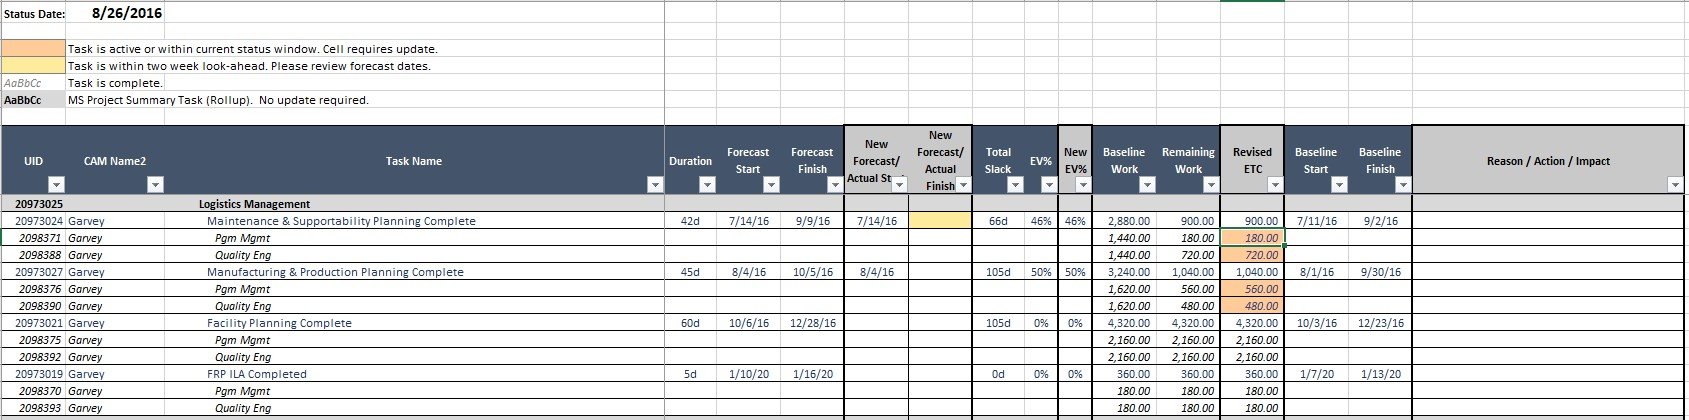 Status Date: 8/26/2016
Task is active or within current status window. Cell requires update.
Task is within two week look-ahead. Please review forecast dates.
AaBbCc Task is complete.
AaBbCc MS Project Summary Task (Rollup). No update required.
UID CAM Name2 Task Name Duration Forecast Start Forecast Finish New Forecast/ Actual St New Forecast/ Actual Finish Total Slack EV% New EV% Baseline Work Remaining Work Revised ETC Baseline Start Baseline Finish Reason / Action / Impact
20973025 Logistics Management
20973024 Garvey Maintenance & Supportability Planning Complete 42d 7/14/16 9/9/16 7/14/16 66d 46% 46% 2,880.00 900.00 900.00 7/11/16 9/2/16
2098371 Garvey Pgm Mgmt 1,440.00 180.00 180.00
2098388 Garvey Quality Eng 1,440.00 720.00 720.00
20973027 Garvey Manufacturing & Production Planning Complete 45d 8/4/16 10/5/16 8/4/16 105d 50% 50% 3,240.00 1,040.00 1,040.00 8/1/16 9/30/16
2098376 Garvey Pgm Mgmt 1,620.00 560.00 560.00
2098390 Garvey Quality Eng 1,620.00 480.00 480.00
20973021 Garvey Facility Planning Complete 60d 10/6/16 12/28/16 105d 0% 0% 4,320.00 4,320.00 4,320.00 10/3/16 12/23/16
2098375 Garvey Pgm Mgmt 2,160.00 2,160.00 2,160.00
2098392 Garvey Quality Eng 2,160.00 2,160.00 2,160.00
20973019 Garvey FRP ILA Completed 5d 1/10/20 1/16/20 0d 0% 0% 360.00 360.00 360.00 1/7/20 1/13/20
2098370 Garvey Pgm Mgmt 180.00 180.00 180.00
2098393 Garvey Quality Eng 180.00 180.00 180.00